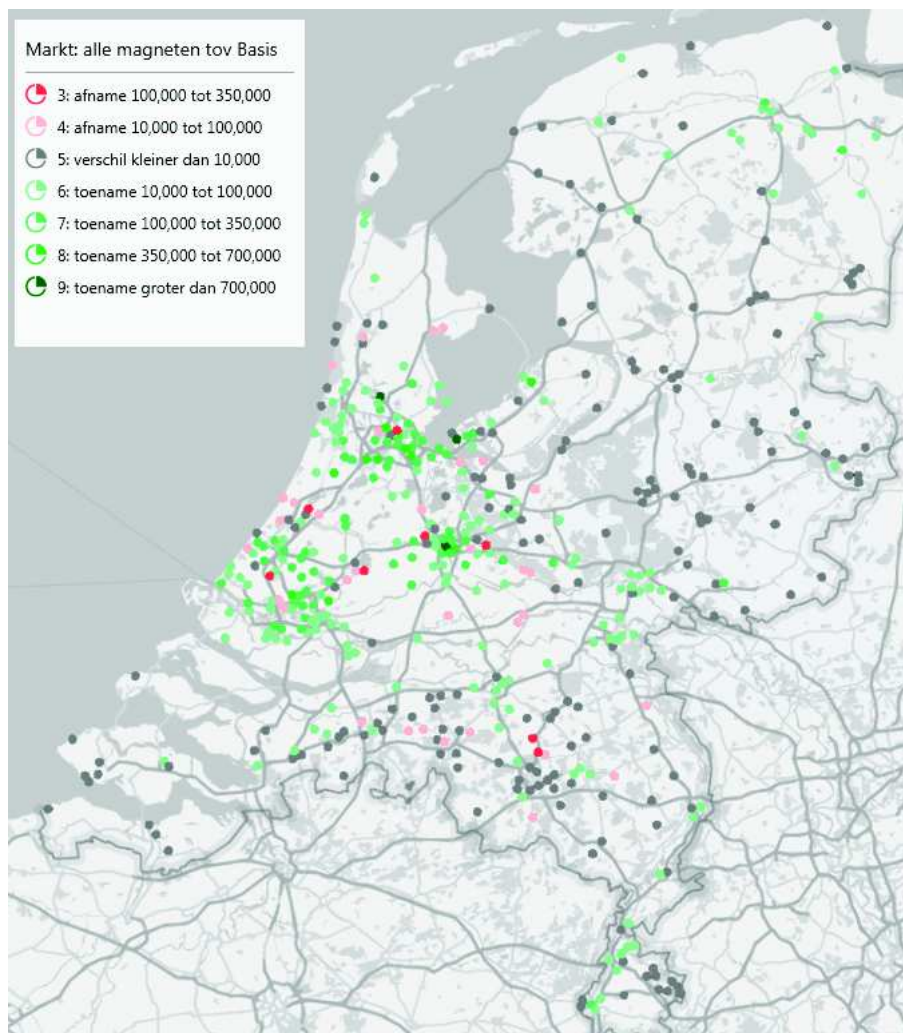 Markt: alle magneten tov Basis
3: afname 100,000 tot 350,000
4: afname 10,000 tot 100,000
5: verschil kleiner dan 10,000
6: toename 10,000 tot 100,000
7: toename 100,000 tot 350,000
8: toename 350,000 tot 700,000
9: toename groter dan 700,000